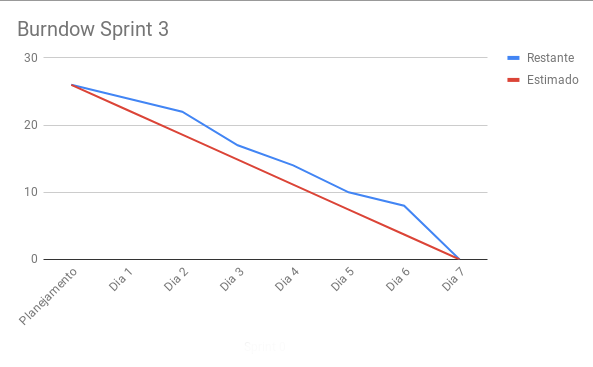 Burndow Sprint 3
30
20
10
0
Restante
Estimado
Planejamento
Dia 1
Dia 2
Dia 3
Dia 4
Dia 5
Dia 6
Dia 7